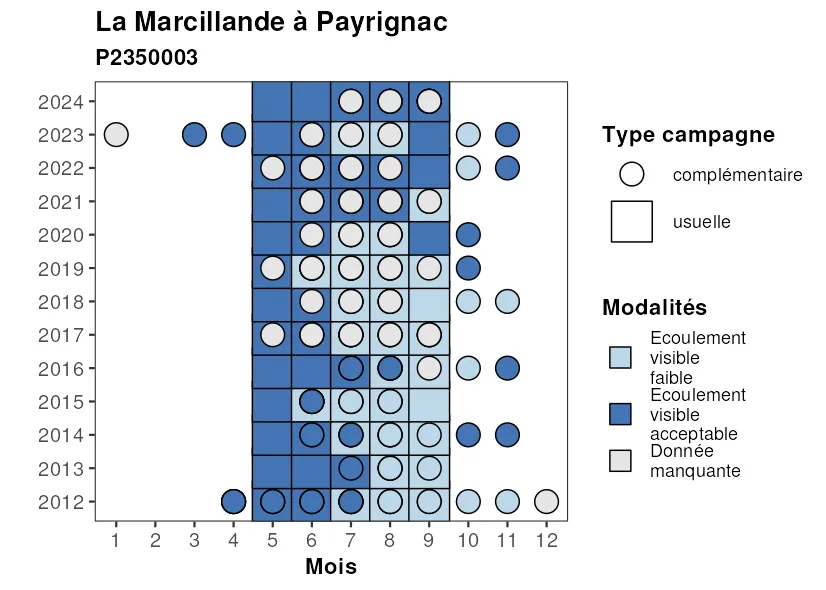 La Marcillande à Payrignac
P2350003
2024
2023
2022
2021
2020
2019
2018
2017
2016
2015
2014
2013
2012
1 2 3 4 5 6 7 8 9 10 11 12
Mois
Type campagne
complémentaire
usuelle
Modalités
Ecoulement
visible
faible
Ecoulement
visible
acceptable
Donnée
manquante